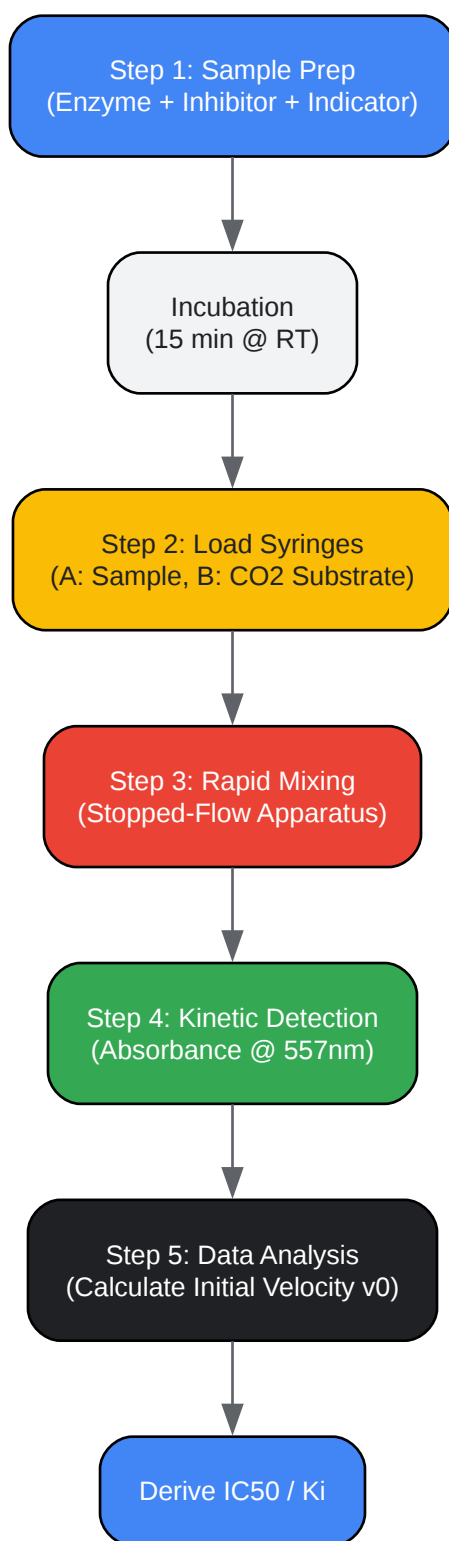 Step 1: Sample Prep
(Enzyme + Inhibitor + Indicator)
Incubation
(15 min @ RT)
Step 2: Load Syringes
(A: Sample, B: CO2 Substrate)
Step 3: Rapid Mixing
(Stopped-Flow Apparatus)
Step 4: Kinetic Detection
(Absorbance @ 557nm)
Step 5: Data Analysis
(Calculate Initial Velocity v0)
Derive IC50 / Ki